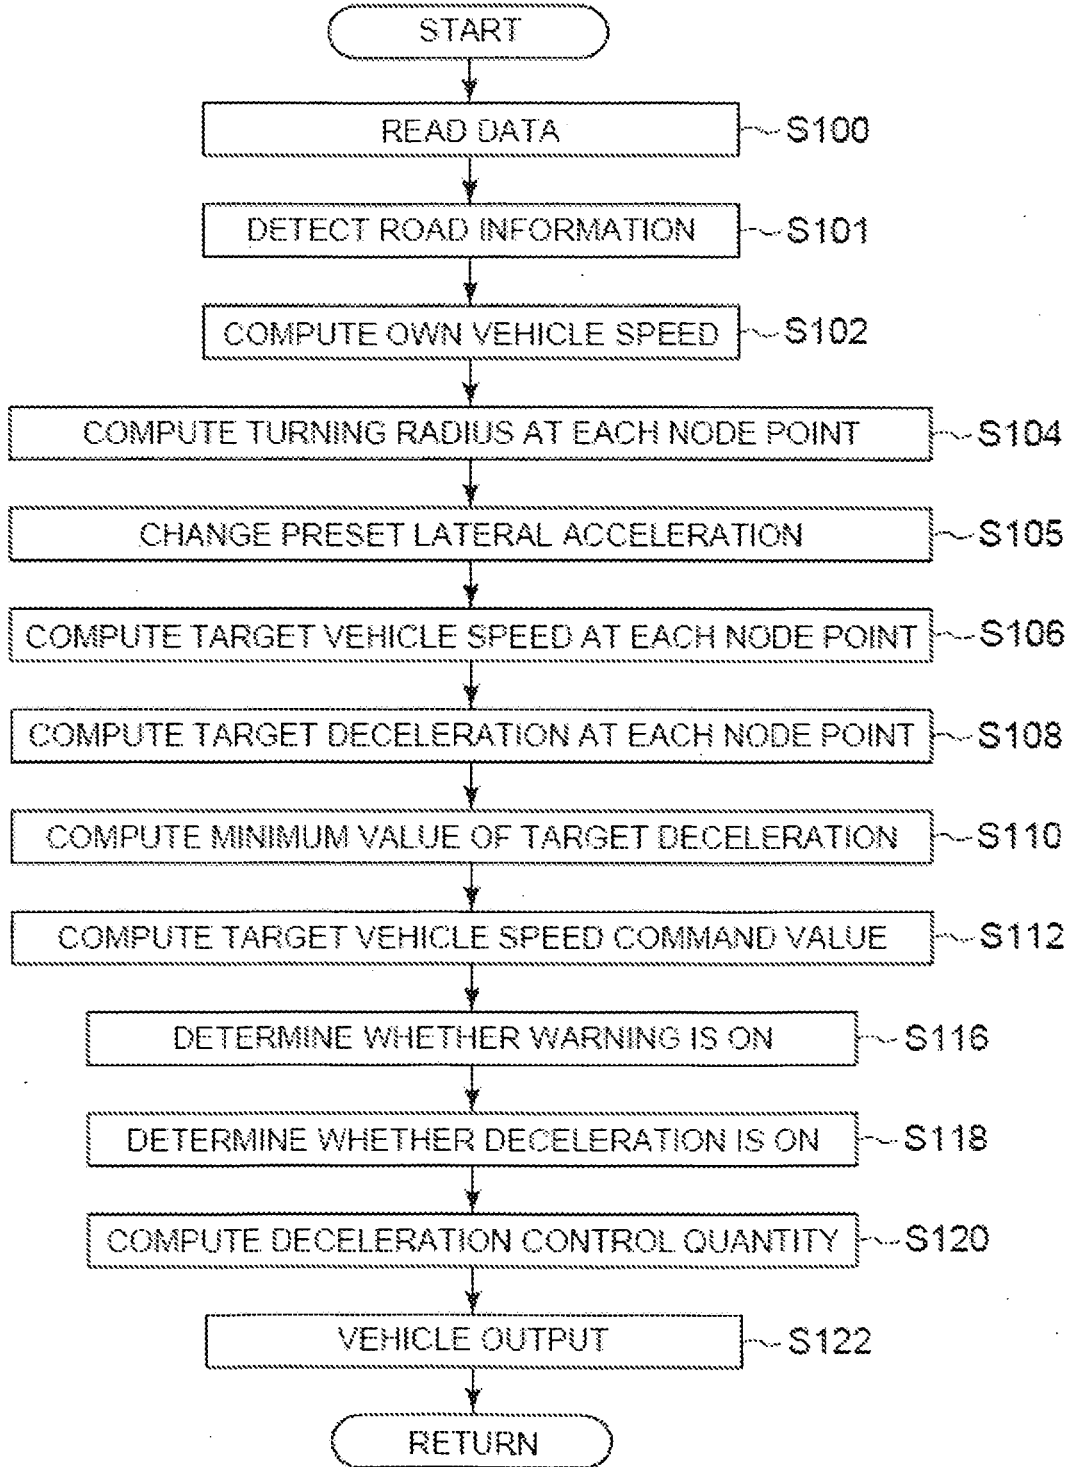 START
READ DATA
S100
DETECT ROAD INFORMATION
S101
COMPUTE OWN VEHICLE SPEED
S102
COMPUTE TURNING RADIUS AT EACH NODE POINT
S104
CHANGE PRESET LATERAL ACCELERATION
S105
COMPUTE TARGET VEHICLE SPEED AT EACH NODE POINT
S106
COMPUTE TARGET DECELERATION AT EACH NODE POINT
S108
COMPUTE MINIMUM VALUE OF TARGET DECELERATION
S110
COMPUTE TARGET VEHICLE SPEED COMMAND VALUE
S112
DETERMINE WHETHER WARNING IS ON
S116
DETERMINE WHETHER DECELERATION IS ON
S118
COMPUTE DECELERATION CONTROL QUANTITY
S120
VEHICLE OUTPUT
S122
RETURN